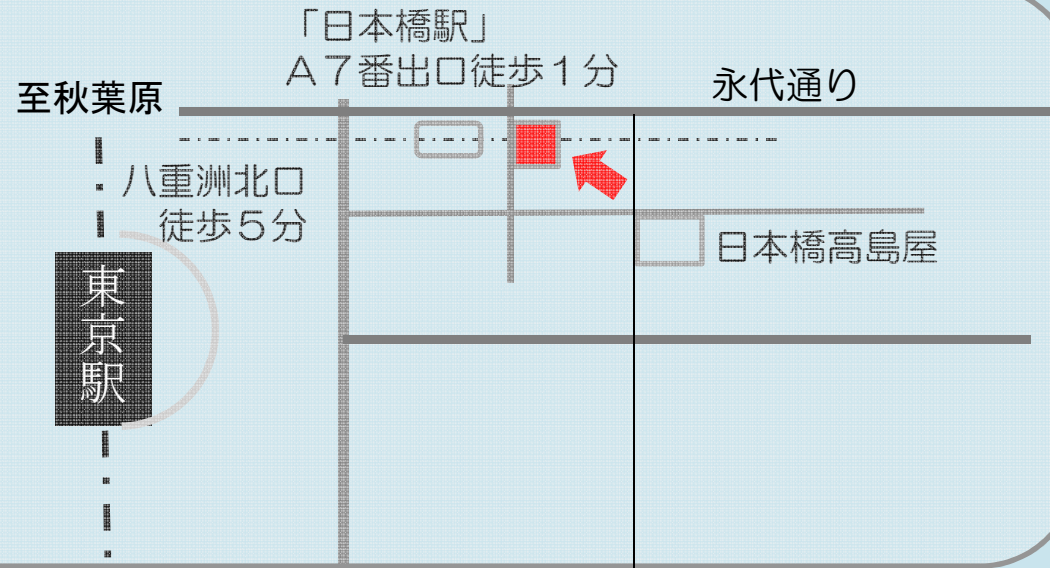 「日本橋駅」
A7番出口徒歩1分
永代通り
至秋葉原
八重洲北口
徒歩5分
日本橋高島屋
東京駅